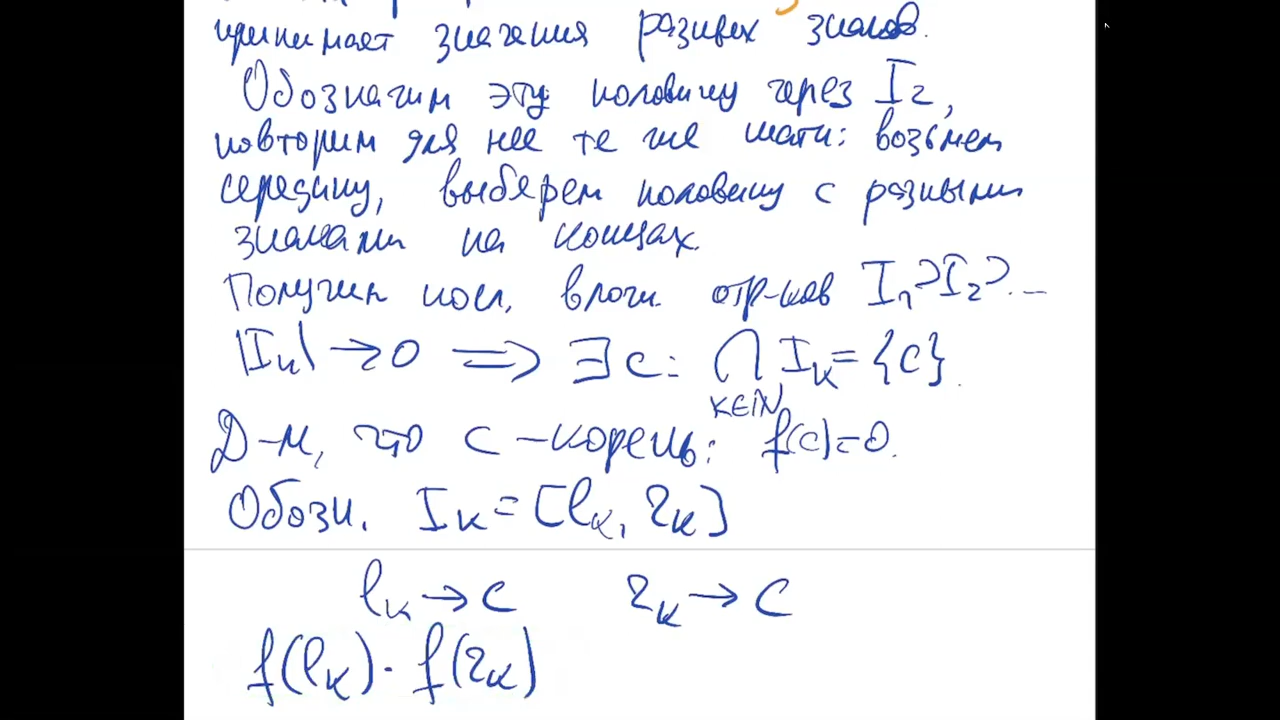 принимает значения разных знаков.
Обозначим эту половину через I₂,
повторим для нее те же шаги: возьмем
середину, выберем половину с разными
знаками на концах.
Получим посл. влож. отр-ков I₁⊃I₂⊃...
|Iₖ| → 0 ⟹ ∃ c: ⋂ Iₖ = {c}.
k∈ℕ
Д-м, что c – корень: f(c)=0.
Обозн. Iₖ = [lₖ, rₖ]
lₖ → c rₖ → c
f(lₖ) · f(rₖ)